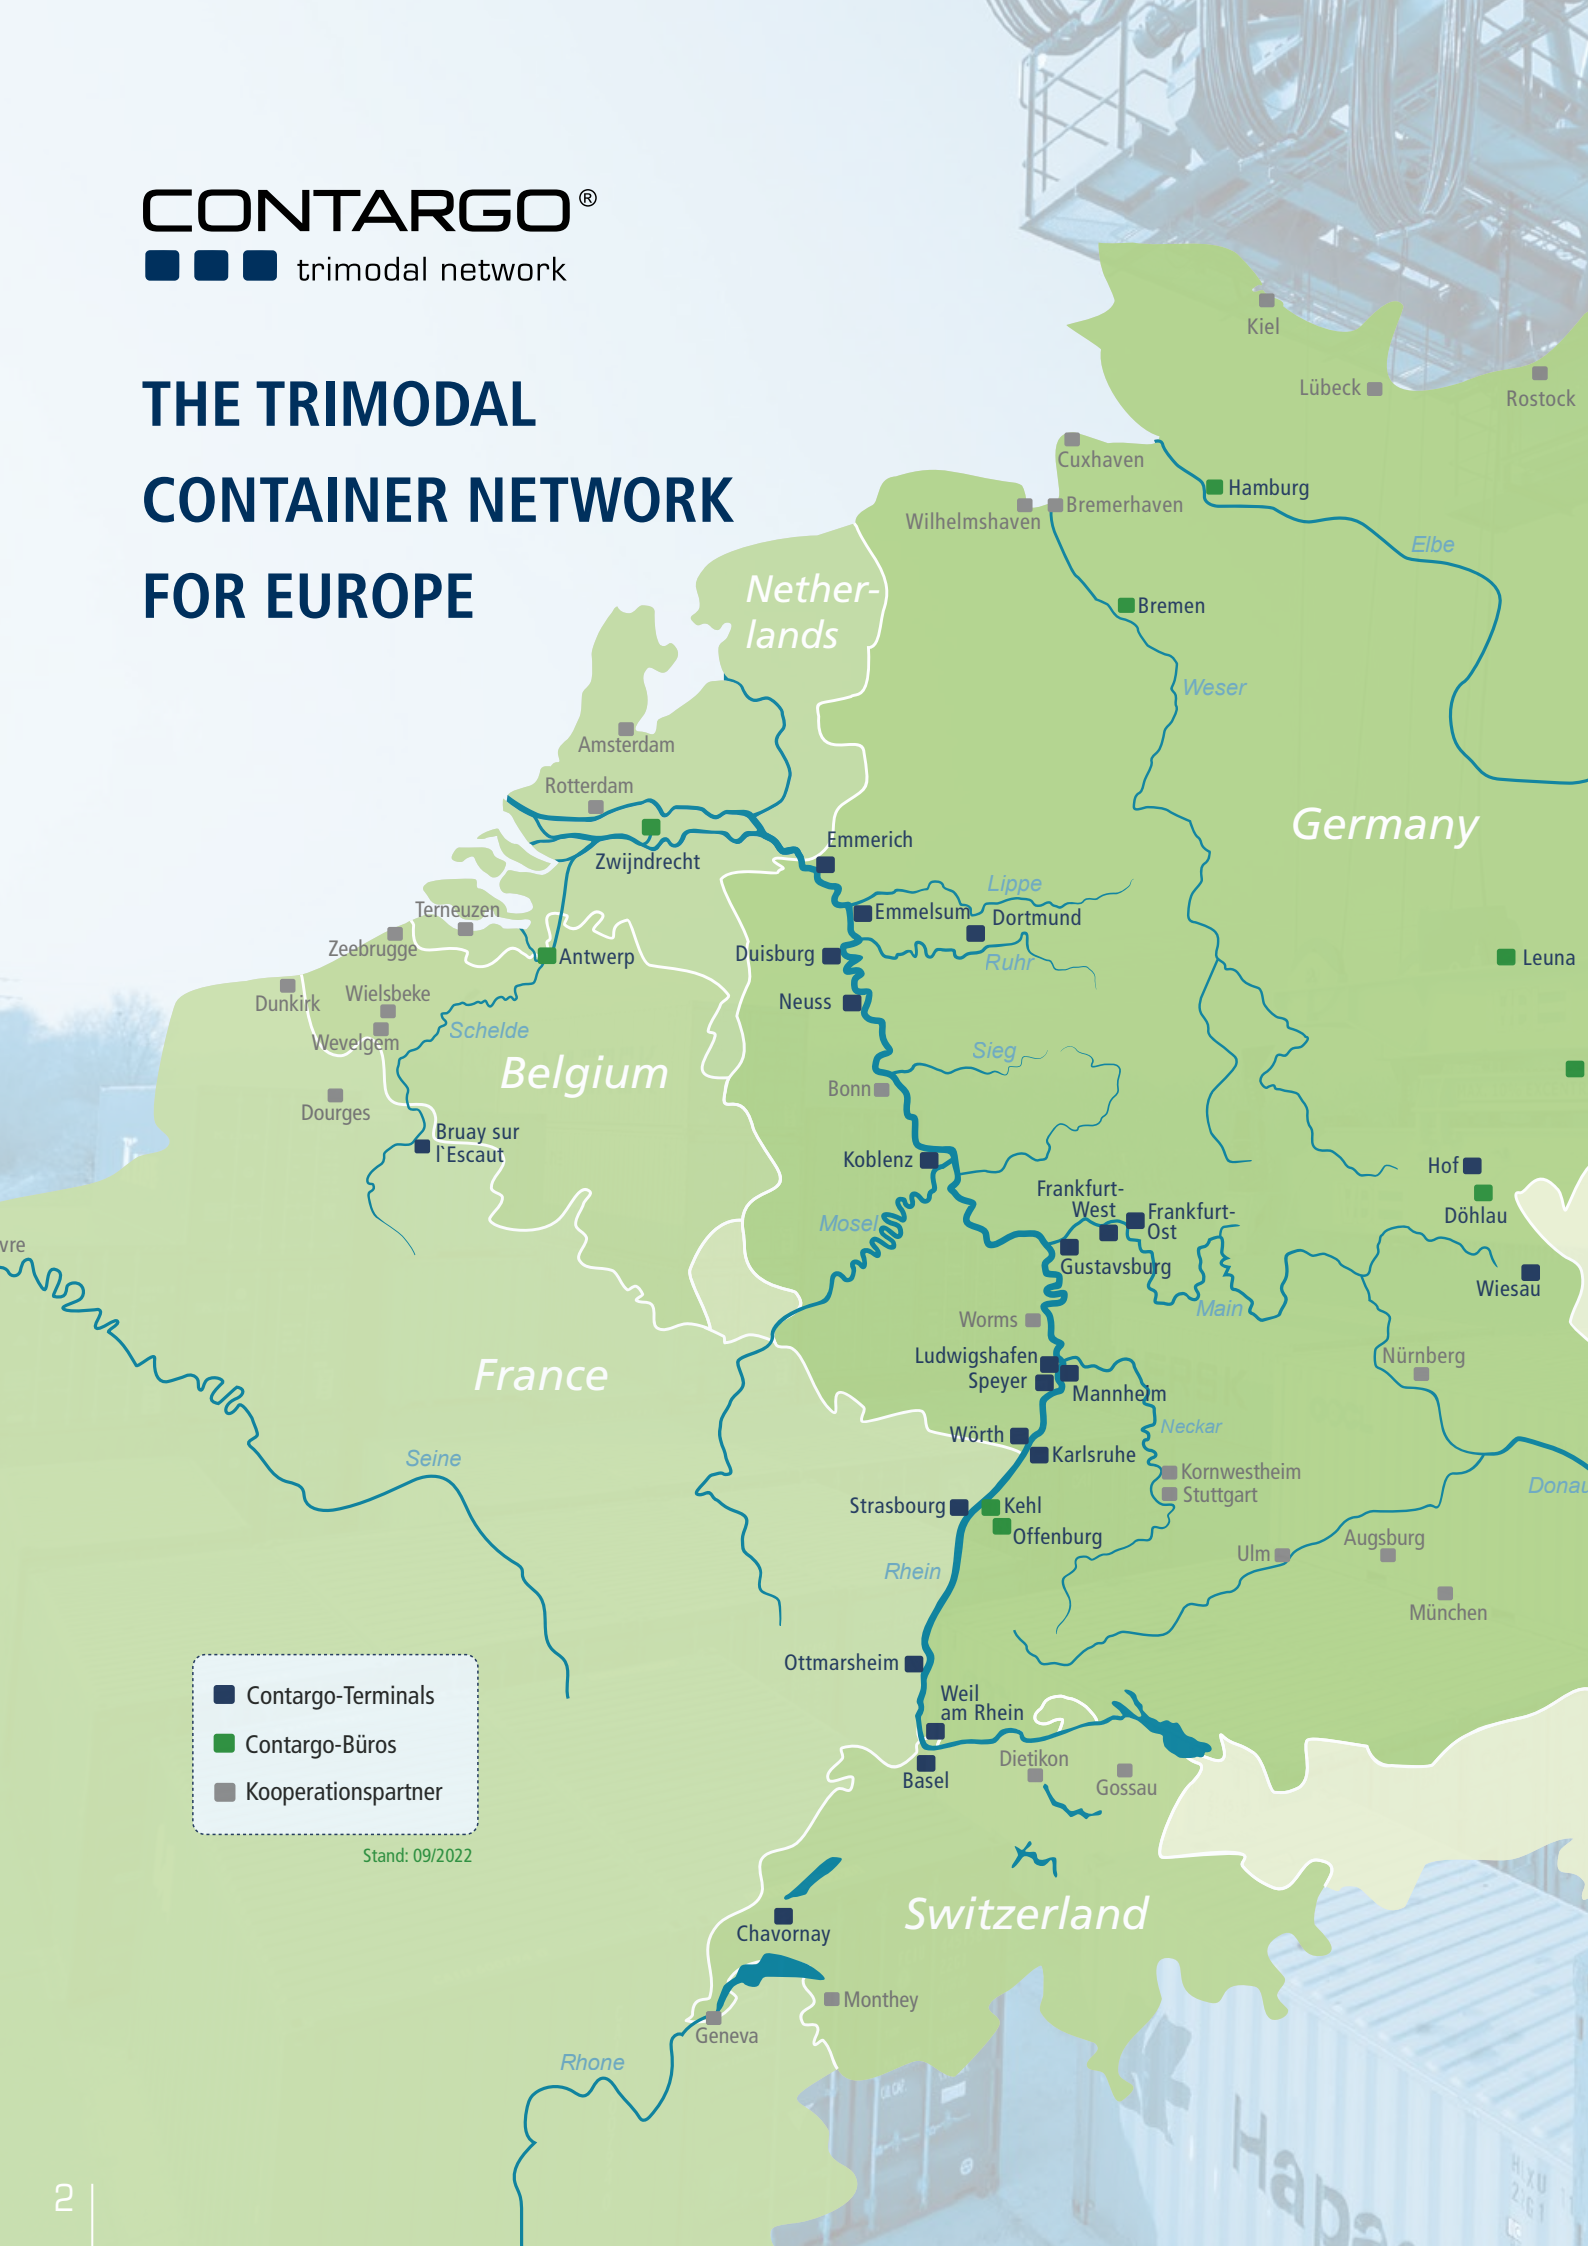 CONTARGO®
trimodal network
THE TRIMODAL
CONTAINER NETWORK
FOR EUROPE
Kiel
Lübeck
Rostock
Cuxhaven
Hamburg
Wilhelmshaven
Bremerhaven
Elbe
Nether-
lands
Bremen
Weser
Amsterdam
Rotterdam
Germany
Emmerich
Zwijndrecht
Lippe
Terneuzen
Emmelsum
Dortmund
Zeebrugge
Antwerp
Duisburg
Ruhr
Leuna
Dunkirk
Wielsbeke
Neuss
Wevelgem
Schelde
Belgium
Sieg
Bonn
Dourges
Bruay sur
l`Escaut
Koblenz
Hof
Frankfurt-
West
Frankfurt-
Ost
Döhlau
Mosel
vre
Gustavsburg
Wiesau
Main
Worms
Ludwigshafen
Nürnberg
France
Speyer
Mannheim
Neckar
Wörth
Karlsruhe
Seine
Kornwestheim
Donau
Stuttgart
Strasbourg
Kehl
Offenburg
Augsburg
Ulm
Rhein
München
Ottmarsheim
Weil
am Rhein
Dietikon
Basel
Gossau
Contargo-Terminals
Contargo-Büros
Kooperationspartner
Stand: 09/2022
Switzerland
Chavornay
Monthey
Geneva
Rhone
Hapa
HLXU
2